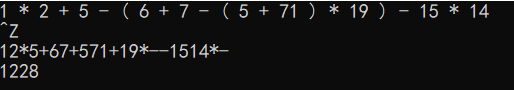 1 * 2 + 5 - ( 6 + 7 - ( 5 + 71 ) * 19 ) - 15 * 14
^Z
12*5+67+571+19*--1514*-
1228